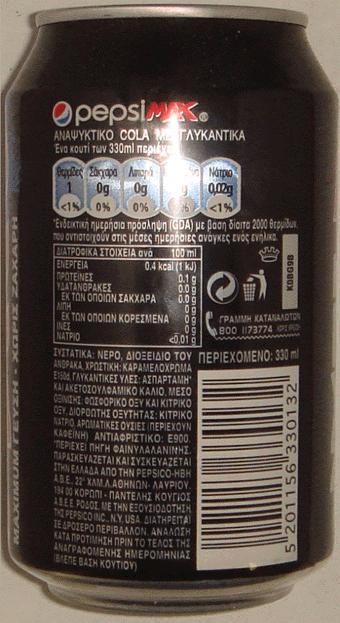 pepsi MAX®
ΑΝΑΨΥΚΤΙΚΟ COLA ΜΕ ΓΛΥΚΑΝΤΙΚΑ
Ένα κουτί των 330ml περιέχει
Θερμίδες Σάκχαρα Λιπαρά Νάτριο
1 0g 0g 0,02g
<1% 0% 0% 0% <1%
Ένδεικτική ημερήσια πρόσληψη (GDA) με βάση δίαιτα 2000 θερμίδων,
που αντιστοιχούν στις μέσες ημερήσιες ανάγκες ενός ενηλίκα.
ΔΙΑΤΡΟΦΙΚΑ ΣΤΟΙΧΕΙΑ ανά 100 ml
ΕΝΕΡΓΕΙΑ 0.4 kcal (1 kJ)
ΠΡΩΤΕΙΝΕΣ 0.1 g
ΥΔΑΤΑΝΘΡΑΚΕΣ 0.0 g
ΕΚ ΤΩΝ ΟΠΟΙΩΝ ΣΑΚΧΑΡΑ 0.0 g
ΛΙΠΗ
ΕΚ ΤΩΝ ΟΠΟΙΩΝ ΚΟΡΕΣΜΕΝΑ
ΙΝΕΣ
ΝΑΤΡΙΟ <0.01 g
KDBG9B
ΓΡΑΜΜΗ ΚΑΤΑΝΑΛΩΤΩΝ
800 1173774 ΧΩΡΙΣ ΧΡΕΩΣΗ
ΠΕΡΙΕΧΟΜΕΝΟ: 330 ml
ΣΥΣΤΑΤΙΚΑ: ΝΕΡΟ, ΔΙΟΞΕΙΔΙΟ ΤΟΥ
ΑΝΘΡΑΚΑ, ΧΡΩΣΤΙΚΗ: ΚΑΡΑΜΕΛΟΧΡΩΜΑ
E150d, ΓΛΥΚΑΝΤΙΚΕΣ ΥΛΕΣ: ΑΣΠΑΡΤΑΜΗ*
ΚΑΙ ΑΚΕΤΟΣΟΥΛΦΑΜΙΚΟ ΚΑΛΙΟ, ΜΕΣΟ
ΟΞΙΝΙΣΗΣ: ΦΩΣΦΟΡΙΚΟ ΟΞΥ ΚΑΙ ΚΙΤΡΙΚΟ
ΟΞΥ, ΔΙΟΡΘΩΤΗΣ ΟΞΥΤΗΤΑΣ: ΚΙΤΡΙΚΟ
ΝΑΤΡΙΟ, ΑΡΩΜΑΤΙΚΕΣ ΟΥΣΙΕΣ (ΠΕΡΙΕΧΟΥΝ
ΚΑΦΕΪΝΗ) ΑΝΤΙΑΦΡΙΣΤΙΚΟ: E900.
*ΠΕΡΙΕΧΕΙ ΠΗΓΗ ΦΑΙΝΥΛΑΛΑΝΙΝΗΣ.
ΠΑΡΑΣΚΕΥΑΖΕΤΑΙ ΚΑΙ ΣΥΣΚΕΥΑΖΕΤΑΙ
ΣΤΗΝ ΕΛΛΑΔΑ ΑΠΟ ΤΗΝ PEPSICO-HBH
Α.Β.Ε. 22° ΧΛΜ.Λ.ΑΘΗΝΩΝ- ΛΑΥΡΙΟΥ,
194 00 ΚΟΡΩΠΙ - ΠΑΝΤΕΛΗΣ ΚΟΥΓΙΟΣ
Α.Β.Ε.Ε. ΡΟΔΟΣ, ΜΕ ΤΗΝ ΕΞΟΥΣΙΟΔΟΤΗΣΗ
ΤΗΣ PEPSICO INC., N.Y. USA. ΔΙΑΤΗΡΕΙΤΑΙ
ΣΕ ΔΡΟΣΕΡΟ ΠΕΡΙΒΑΛΛΟΝ. ΑΝΑΛΩΣΗ
ΚΑΤΑ ΠΡΟΤΙΜΗΣΗ ΠΡΙΝ ΤΟ ΤΕΛΟΣ ΤΗΣ
ΑΝΑΓΡΑΦΟΜΕΝΗΣ ΗΜΕΡΟΜΗΝΙΑΣ
(ΒΛΕΠΕ ΒΑΣΗ ΚΟΥΤΙΟΥ)
5 201156 330132
MAXIMUM ΓΕΥΣΗ - ΧΩΡΙΣ ΖΑΧΑΡΗ